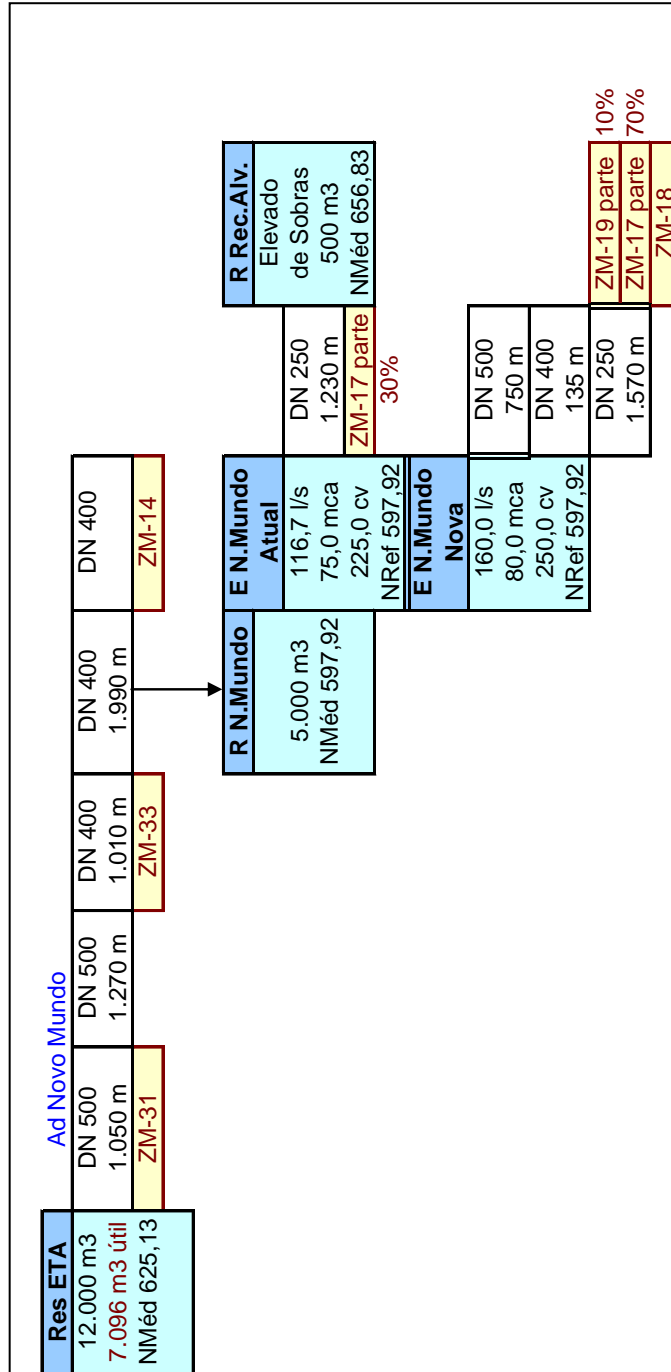 Ad Novo Mundo
Res ETA
12.000 m3
7.096 m3 útil
NMéd 625,13
DN 500
1.050 m
ZM-31
DN 500
1.270 m
DN 400
1.010 m
ZM-33
DN 400
1.990 m
DN 400
ZM-14
R N.Mundo
5.000 m3
NMéd 597,92
E N.Mundo
Atual
116,7 l/s
75,0 mca
225,0 cv
NRef 597,92
DN 250
1.230 m
ZM-17 parte
30%
R Rec.Alv.
Elevado
de Sobras
500 m3
NMéd 656,83
E N.Mundo
Nova
160,0 l/s
80,0 mca
250,0 cv
NRef 597,92
DN 500
750 m
DN 400
135 m
DN 250
1.570 m
ZM-19 parte 10%
ZM-17 parte 70%
ZM-18